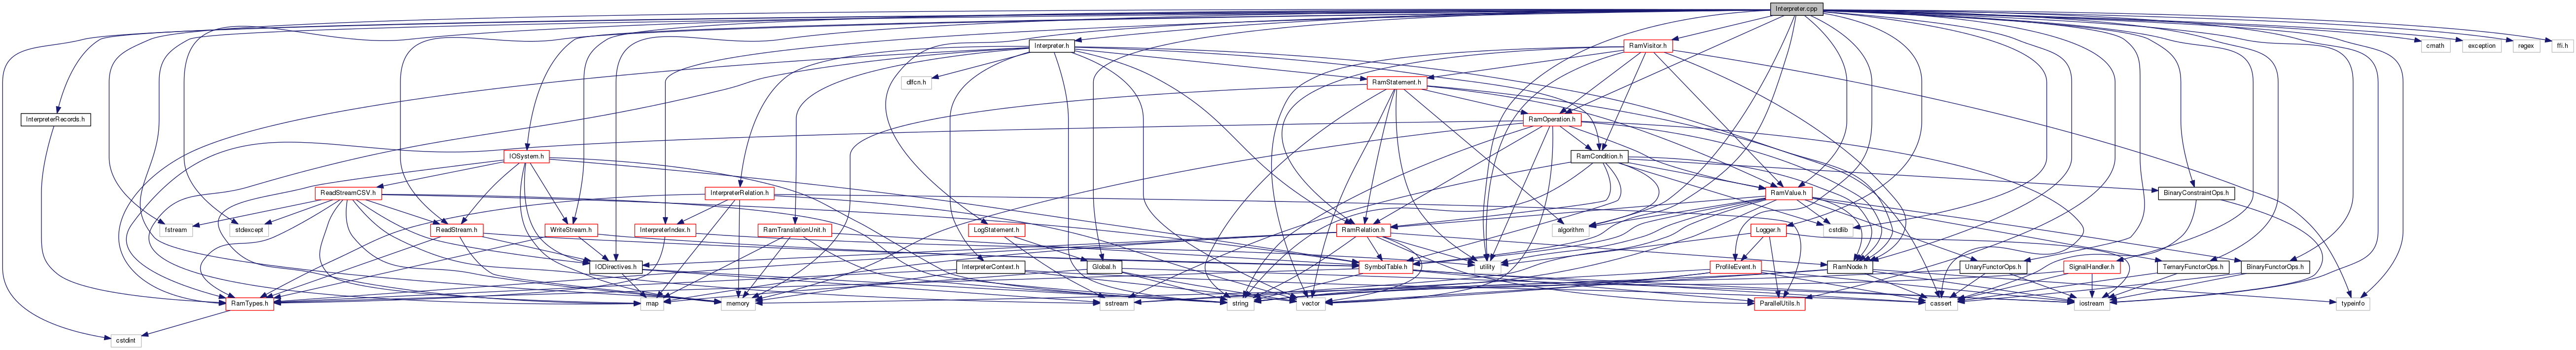 Interpreter.cpp
Interpreter.h
RamVisitor.h
cmath
exception
regex
ffi.h
dlfcn.h
RamStatement.h
InterpreterRecords.h
RamOperation.h
IOSystem.h
RamCondition.h
ReadStreamCSV.h
InterpreterRelation.h
RamValue.h
BinaryConstraintOps.h
fstream
stdexcept
ReadStream.h
WriteStream.h
InterpreterIndex.h
RamTranslationUnit.h
LogStatement.h
RamRelation.h
algorithm
Logger.h
cstdlib
IODirectives.h
InterpreterContext.h
Global.h
SymbolTable.h
utility
ProfileEvent.h
RamNode.h
UnaryFunctorOps.h
SignalHandler.h
TernaryFunctorOps.h
BinaryFunctorOps.h
RamTypes.h
map
memory
sstream
string
vector
ParallelUtils.h
cassert
iostream
typeinfo
cstdint